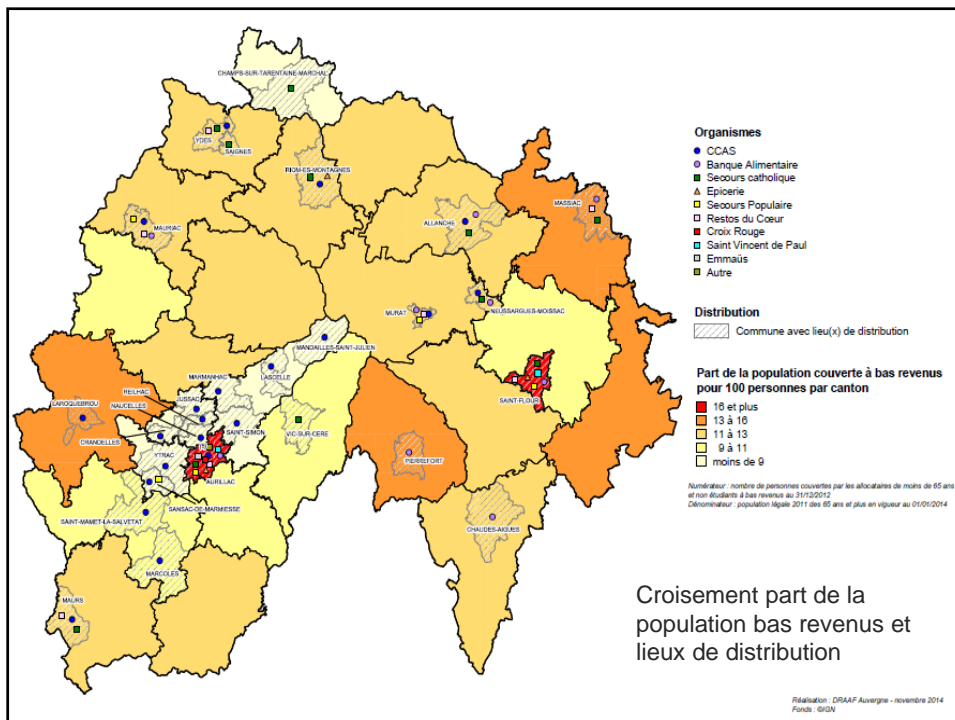 CHAMPS-SUR-TARENTAINE-MARCHAL
YDES
SAIGNES
RIOM-ES-MONTAGNES
MASSIAC
ALLANCHE
MAURIAC
NEUSSARGUES-MOISSAC
MURAT
MANDAILLES-SAINT-JULIEN
LASCELLE
MARMANHAC
REILHAC
JUSSAC
NAUCELLES
LAROQUEBROU
SAINT-FLOUR
SAINT-SIMON
VIC-SUR-CERE
CRANDELLES
(5)
YTRAC
PIERREFORT
AURILLAC
SANSAC-DE-MARMIESSE
SAINT-MAMET-LA-SALVETAT
CHAUDES-AIGUES
MARCOLES
MAURS
Organismes
CCAS
Banque Alimentaire
Secours catholique
Epicerie
Secours Populaire
Restos du Cœur
Croix Rouge
Saint Vincent de Paul
Emmaüs
Autre
Distribution
Commune avec lieu(x) de distribution
Part de la population couverte à bas revenus
pour 100 personnes par canton
16 et plus
13 à 16
11 à 13
9 à 11
moins de 9
Numérateur : nombre de personnes couvertes par les allocataires de moins de 65 ans
et non étudiants à bas revenu au 31/12/2012
Dénominateur : population légale 2011 des 65 ans et plus en vigueur au 01/01/2014
Croisement part de la
population bas revenus et
lieux de distribution
Réalisation : DRAAF Auvergne - novembre 2014
Fonds : ©IGN